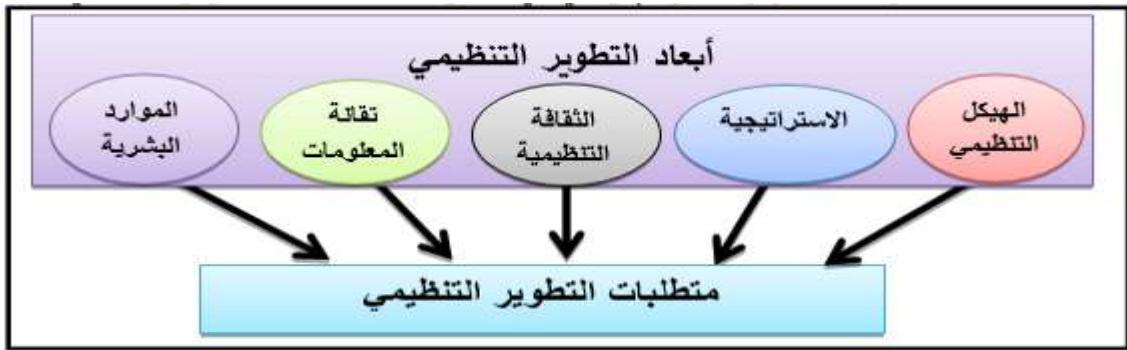 أبعاد التطوير التنظيمي
الهيكل
التنظيمي
الاستراتيجية
الثقافة
التنظيمية
تقانة
المعلومات
الموارد
البشرية
متطلبات التطوير التنظيمي